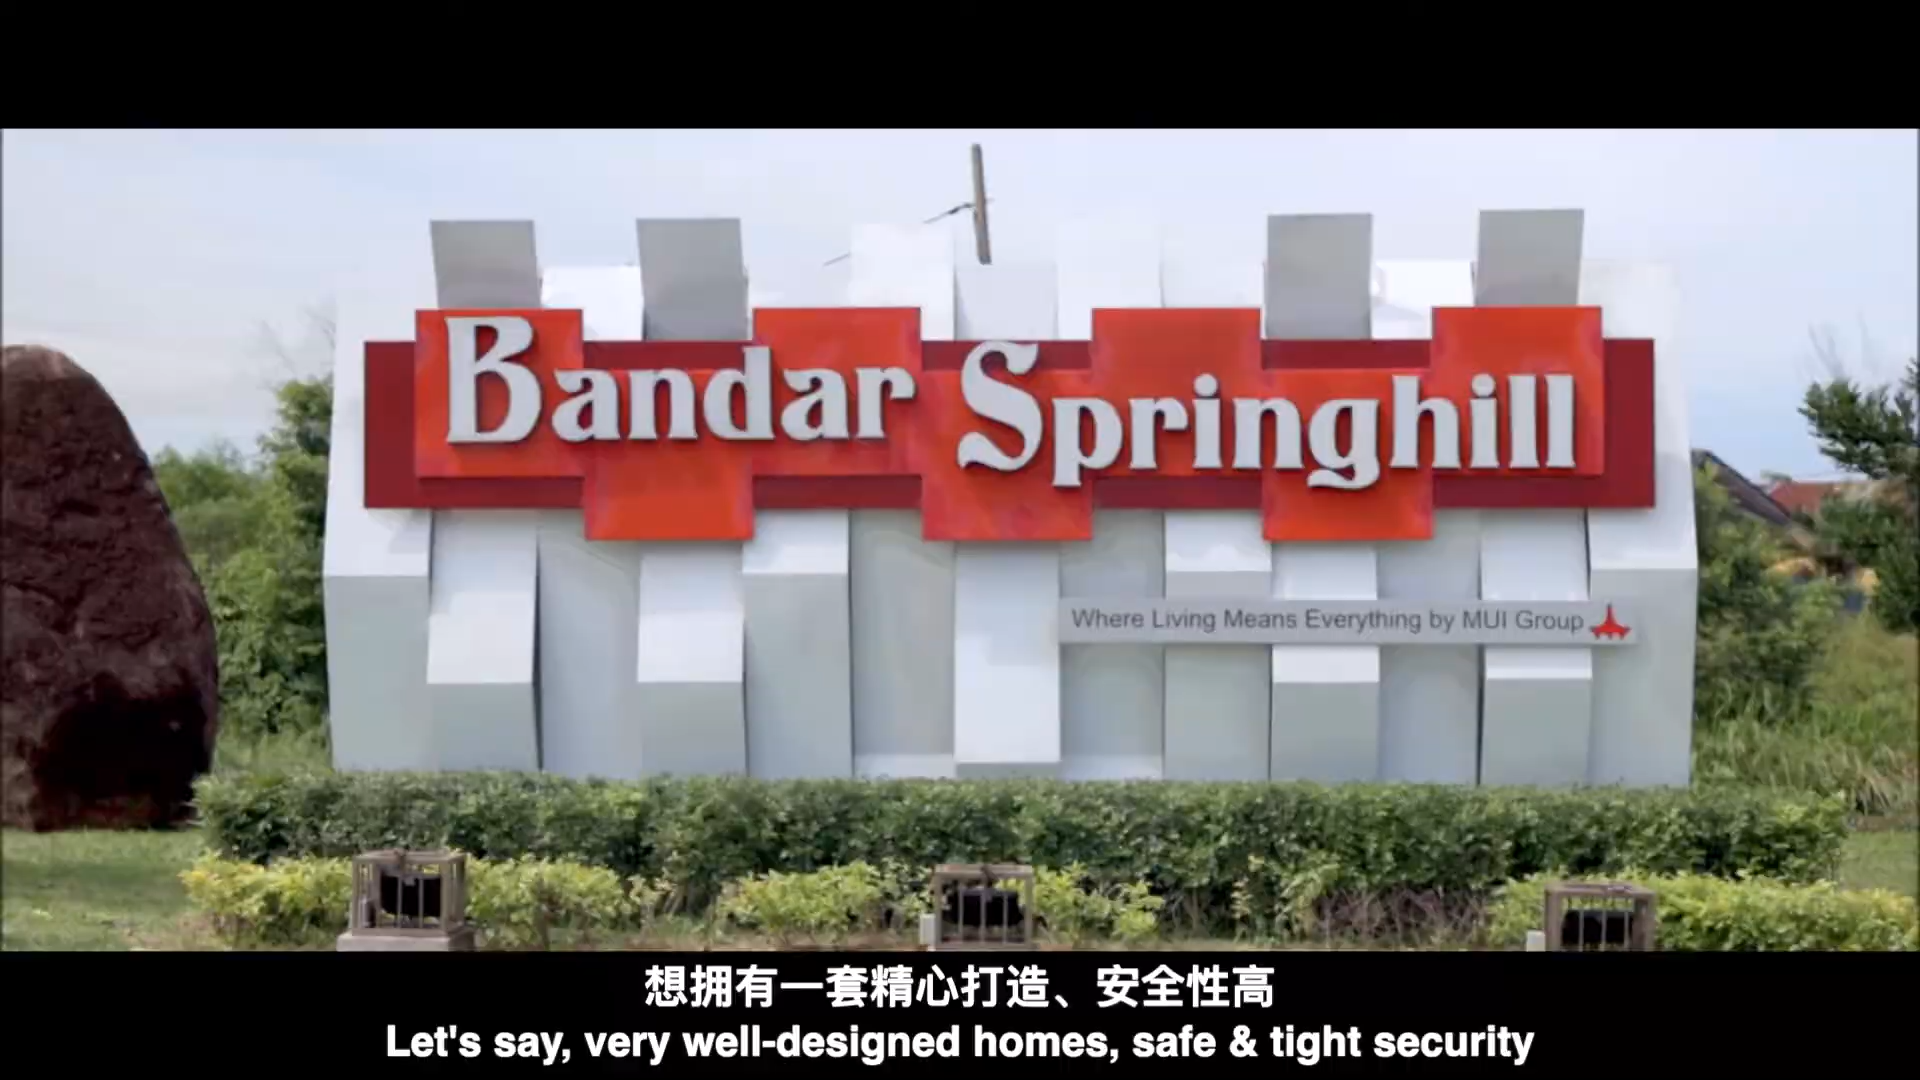 Bandar Springhill
Where Living Means Everything by MUI Group
想拥有一套精心打造、安全性高
Let's say, very well-designed homes, safe & tight security